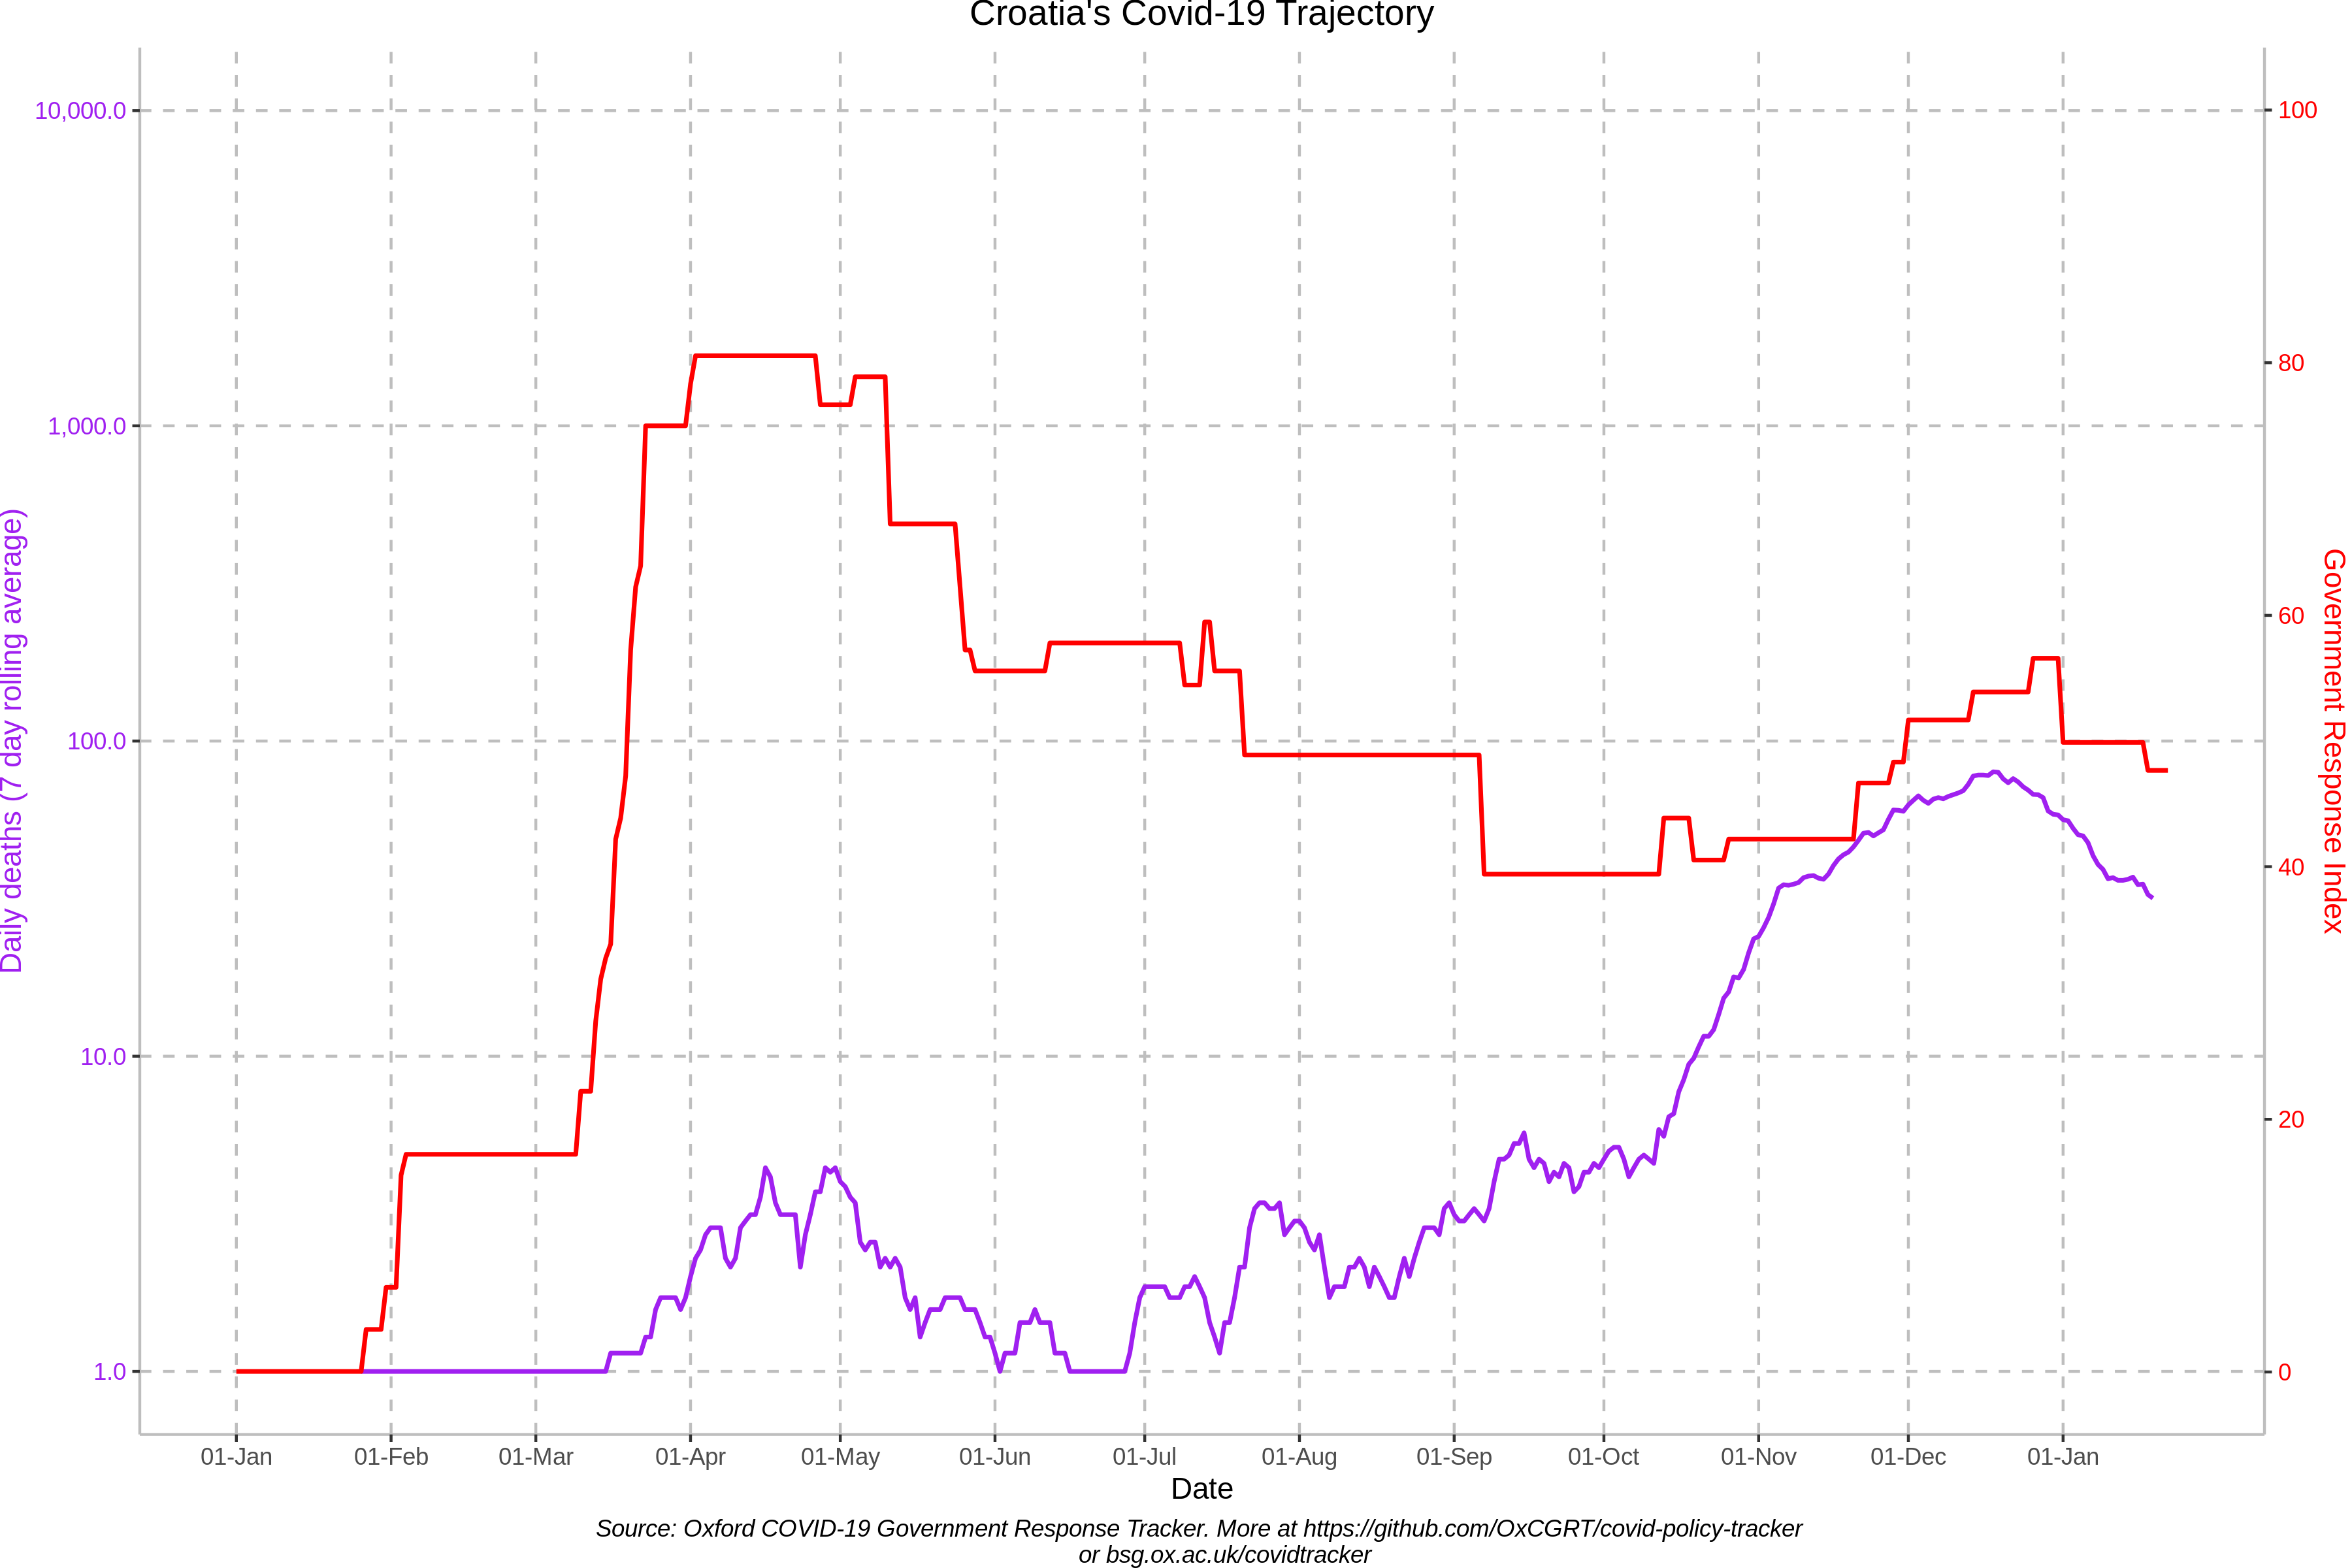 Croatia's Covid-19 Trajectory
10,000.0
1,000.0
100.0
10.0
1.0
Daily deaths (7 day rolling average)
100
80
60
40
20
0
Government Response Index
01-Jan 01-Feb 01-Mar 01-Apr 01-May 01-Jun 01-Jul 01-Aug 01-Sep 01-Oct 01-Nov 01-Dec 01-Jan
Date
Source: Oxford COVID-19 Government Response Tracker. More at https://github.com/OxCGRT/covid-policy-tracker
or bsg.ox.ac.uk/covidtracker